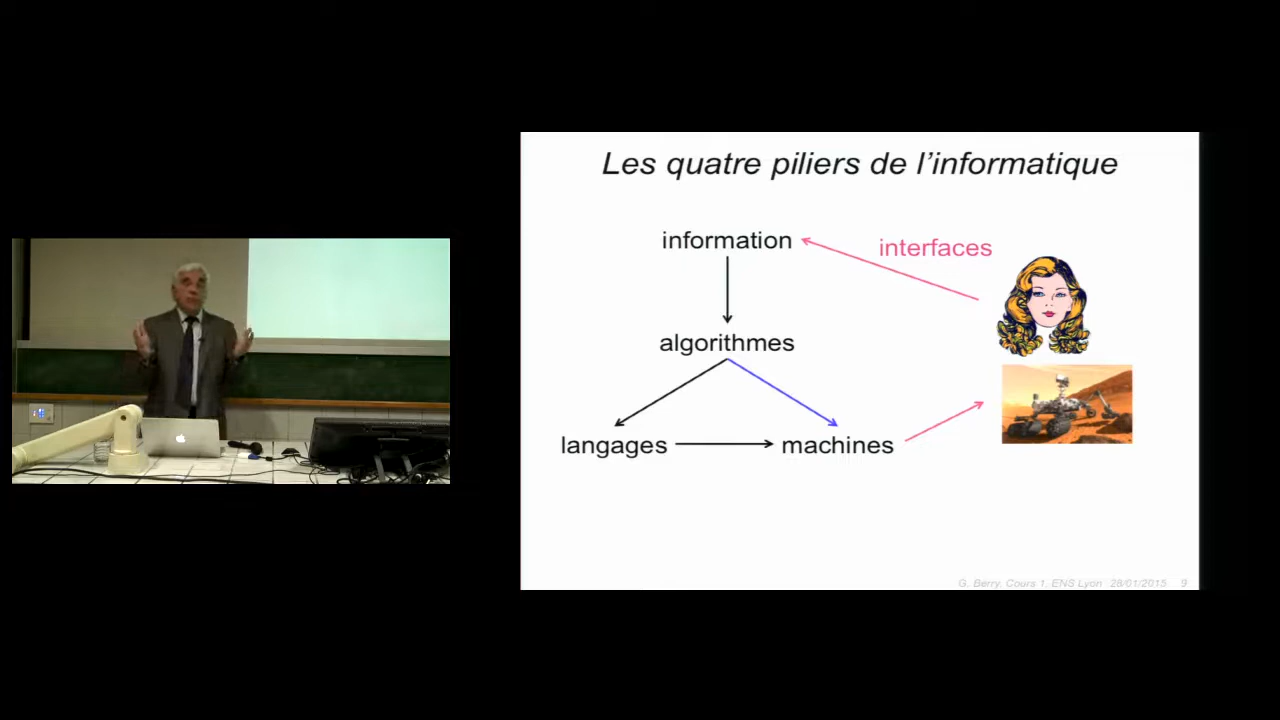 Les quatre piliers de l’informatique
information
interfaces
algorithmes
langages
machines
G. Berry, Cours 1, ENS Lyon 28/01/2015 9